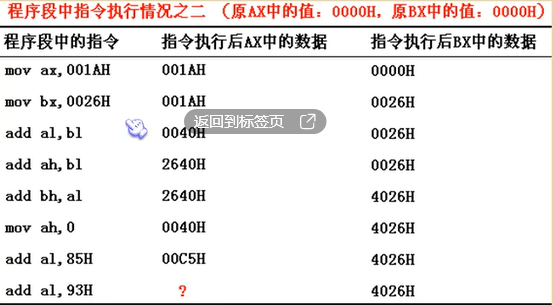 程序段中指令执行情况之二 (原AX中的值：0000H，原BX中的值：0000H)
程序段中的指令 指令执行后AX中的数据 指令执行后BX中的数据
mov ax,001AH 001AH 0000H
mov bx,0026H 001AH 0026H
返回到标签页
add al,bl 0040H 0026H
add ah,bl 2640H 0026H
add bh,al 2640H 4026H
mov ah,0 0040H 4026H
add al,85H 00C5H 4026H
add al,93H ? 4026H